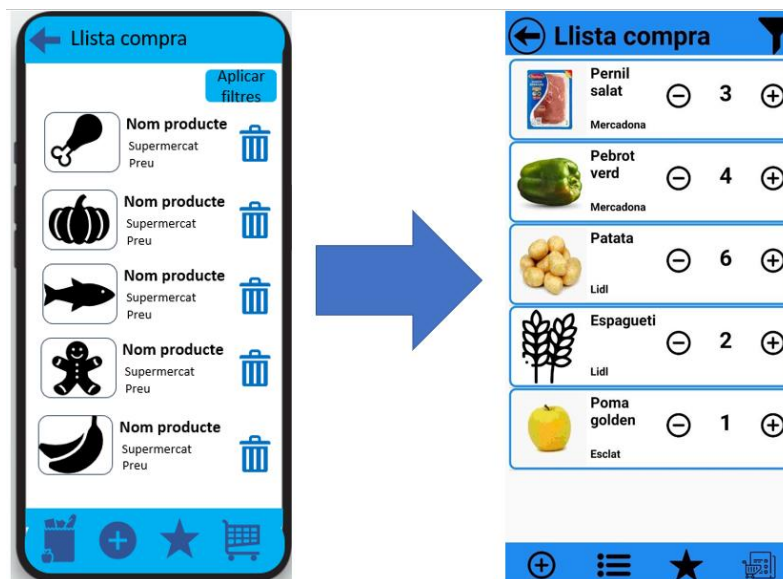 Llista compra
Aplicar
filtres
Nom producte
Supermercat
Preu
Nom producte
Supermercat
Preu
Nom producte
Supermercat
Preu
Nom producte
Supermercat
Preu
Nom producte
Supermercat
Preu
Llista compra
Pernil
salat
3
Mercadona
Pebrot
verd
4
Mercadona
Patata
6
Lidl
Espagueti
2
Lidl
Poma
golden
1
Esclat